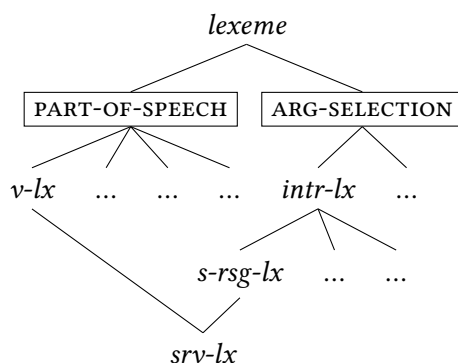 lexeme
PART-OF-SPEECH ARG-SELECTION
v-lx ... ... ... intr-lx ...
s-rsg-lx ... ...
srv-lx